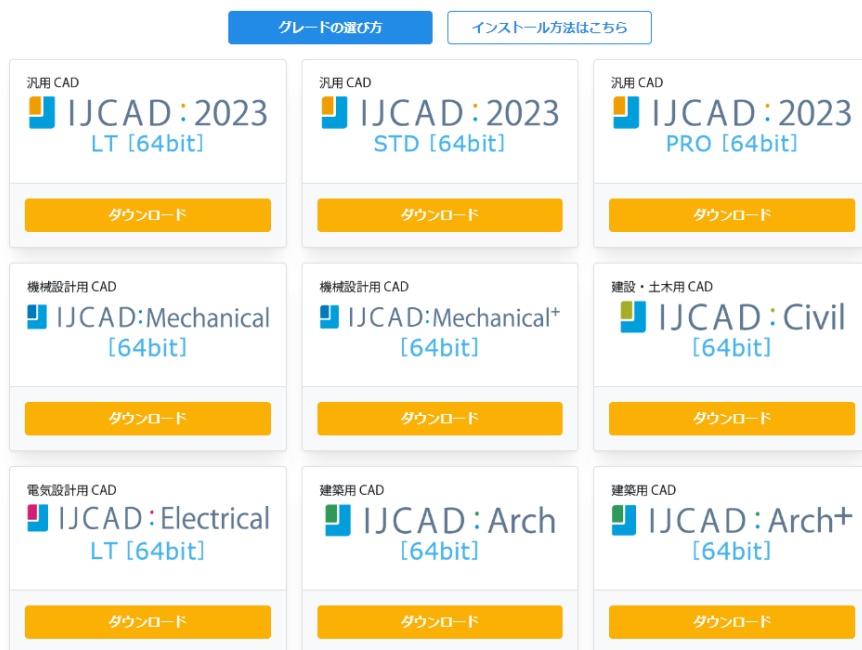 グレードの選び方
インストール方法はこちら
汎用 CAD
IJCAD:2023
LT [64bit]
ダウンロード
汎用 CAD
IJCAD:2023
STD [64bit]
ダウンロード
汎用 CAD
IJCAD:2023
PRO [64bit]
ダウンロード
機械設計用 CAD
IJCAD:Mechanical
[64bit]
ダウンロード
機械設計用 CAD
IJCAD:Mechanical⁺
[64bit]
ダウンロード
建設・土木用 CAD
IJCAD:Civil
[64bit]
ダウンロード
電気設計用 CAD
IJCAD:Electrical
LT [64bit]
ダウンロード
建築用 CAD
IJCAD:Arch
[64bit]
ダウンロード
建築用 CAD
IJCAD:Arch+
[64bit]
ダウンロード